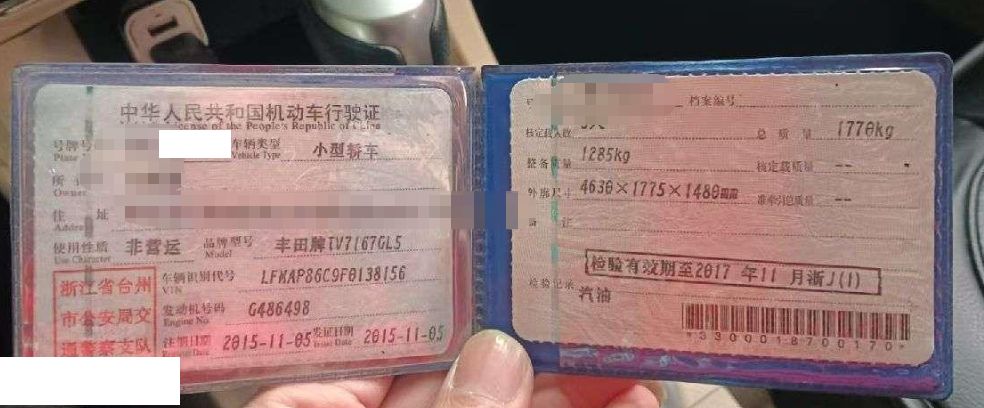 中华人民共和国机动车行驶证
cense of the People's Republic of China
号牌号 车辆类型 小型轿车
Plate Vehicle Type
所
Owner
住 址
Address
使用性质 非营运 品牌型号 丰田牌TV7167GL5
Use Character Model
浙江省台州
市公安局交
通警察支队
车辆识别代号 LFMAP86C9F0138156
VIN
发动机号码 G486498
Engine No.
注册日期 2015-11-05 发证日期 2015-11-05
Issue Date
档案编号
核定载人数 总质量 1770kg
整备质量 1285kg 核定载质量 --
外廓尺寸 4630×1775×1480mm 准牵引总质量 --
备 注
检验有效期至2017 年11 月浙J(1)
检验记录 汽油
*3300018700170*